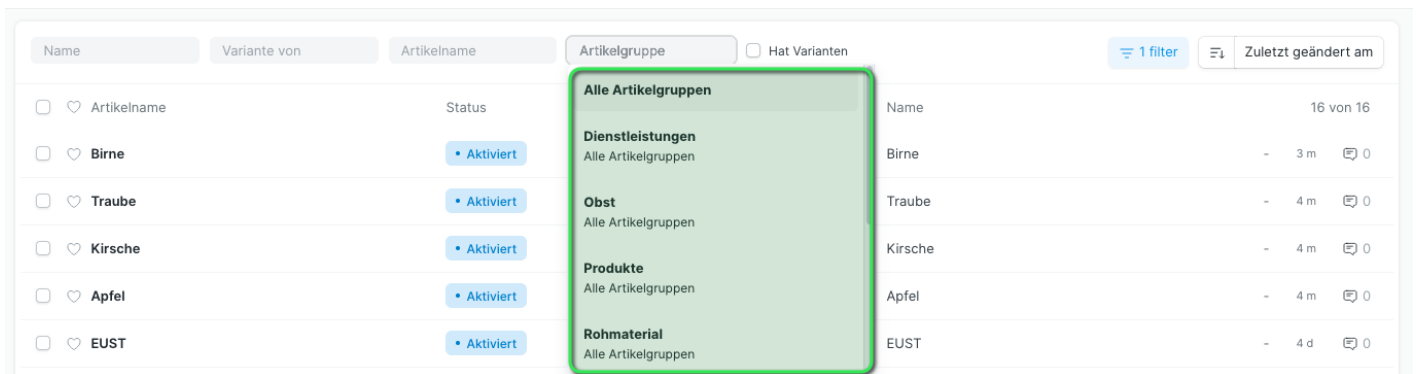 Name Variante von Artikelname Artikelgruppe Hat Varianten 1 filter Zuletzt geändert am
Artikelname Status Name 16 von 16
Birne Aktiviert Birne - 3 m 0
Traube Aktiviert Traube - 4 m 0
Kirsche Aktiviert Kirsche - 4 m 0
Apfel Aktiviert Apfel - 4 m 0
EUST Aktiviert EUST - 4 d 0
Alle Artikelgruppen
Dienstleistungen
Alle Artikelgruppen
Obst
Alle Artikelgruppen
Produkte
Alle Artikelgruppen
Rohmaterial
Alle Artikelgruppen